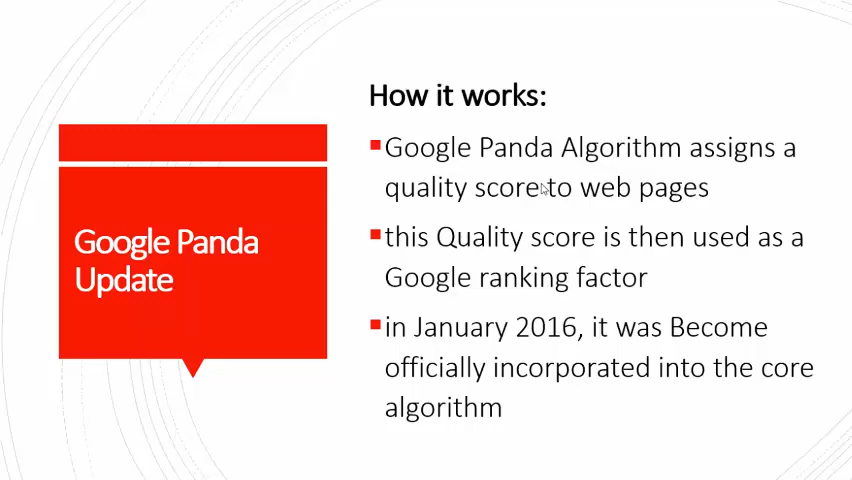 Google Panda
Update
How it works:
Google Panda Algorithm assigns a
quality score to web pages
this Quality score is then used as a
Google ranking factor
in January 2016, it was Become
officially incorporated into the core
algorithm